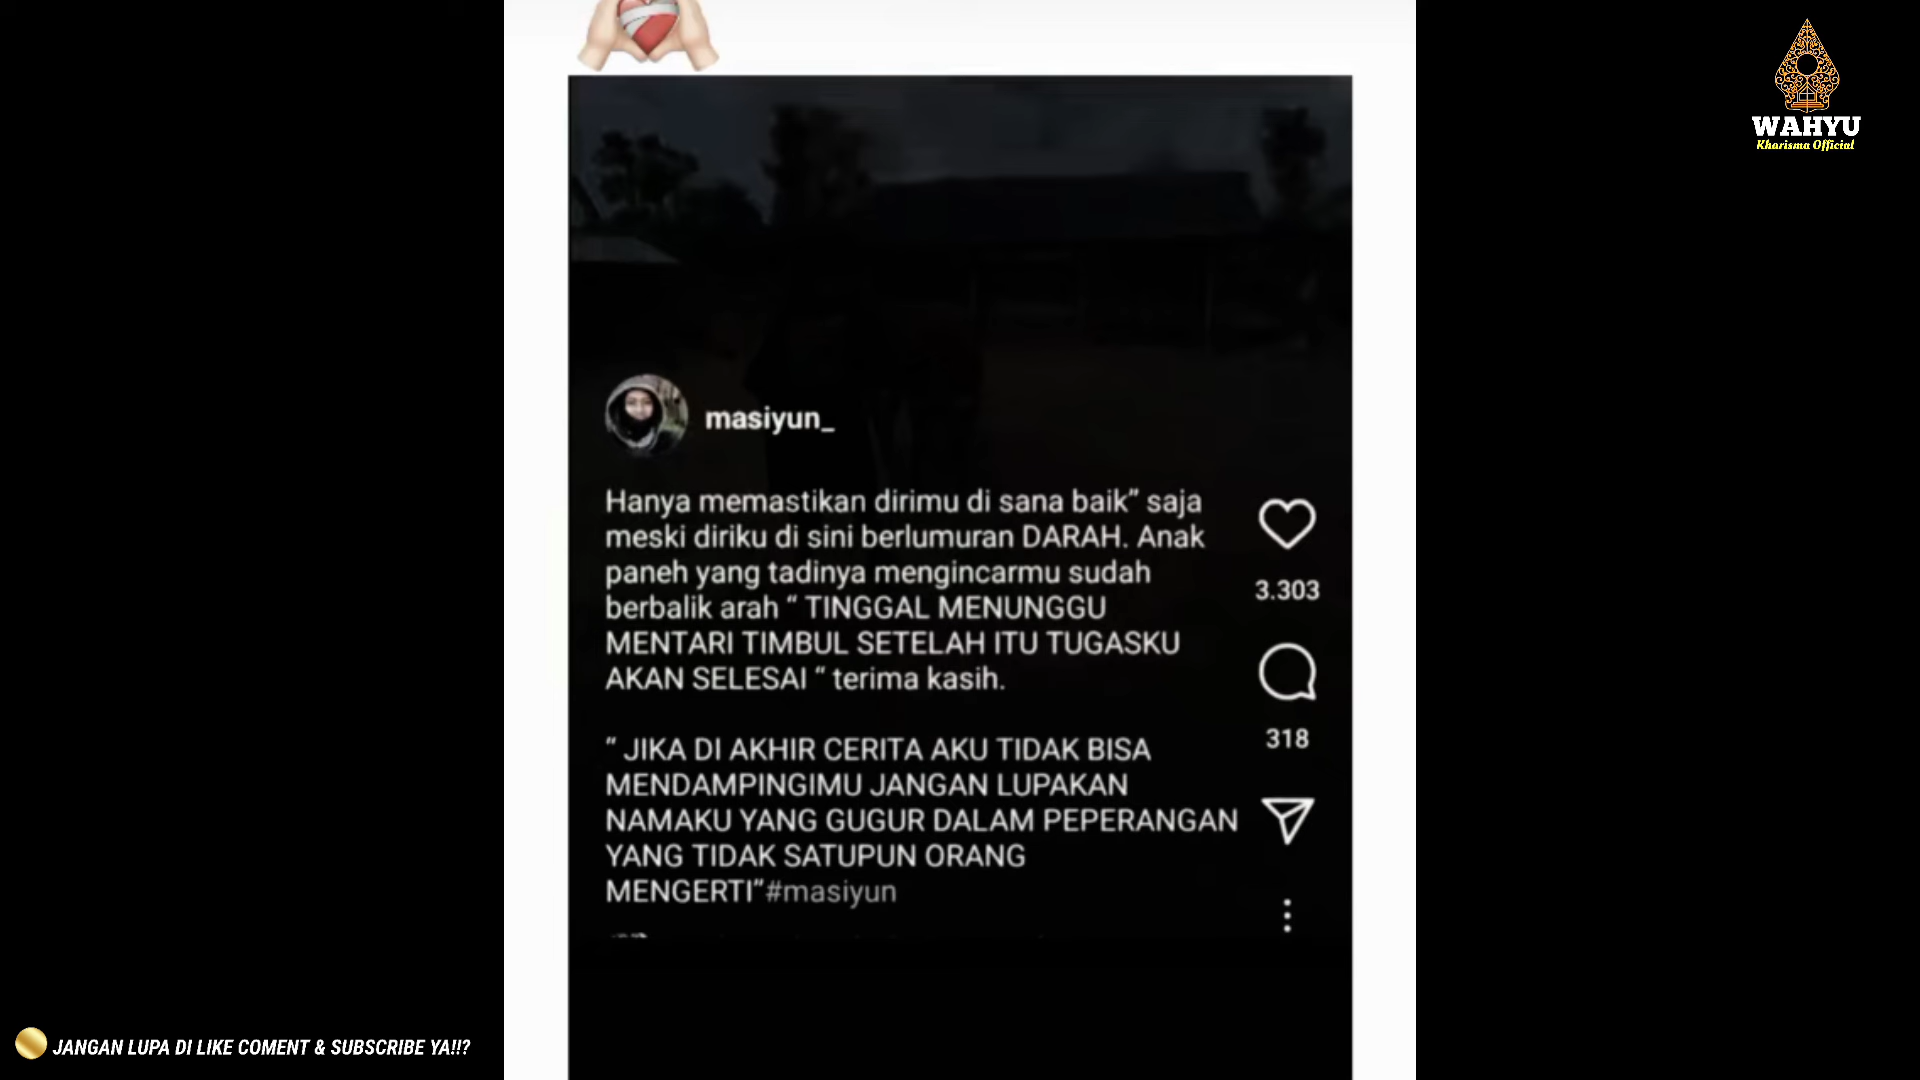 WAHYU
Kharisma Official
masiyun_
Hanya memastikan dirimu di sana baik” saja
meski diriku di sini berlumuran DARAH. Anak
paneh yang tadinya mengincarmu sudah
berbalik arah “ TINGGAL MENUNGGU
MENTARI TIMBUL SETELAH ITU TUGASKU
AKAN SELESAI “ terima kasih.
“ JIKA DI AKHIR CERITA AKU TIDAK BISA
MENDAMPINGIMU JANGAN LUPAKAN
NAMAKU YANG GUGUR DALAM PEPERANGAN
YANG TIDAK SATUPUN ORANG
MENGERTI”#masiyun
3.303
318
JANGAN LUPA DI LIKE COMENT & SUBSCRIBE YA!!?